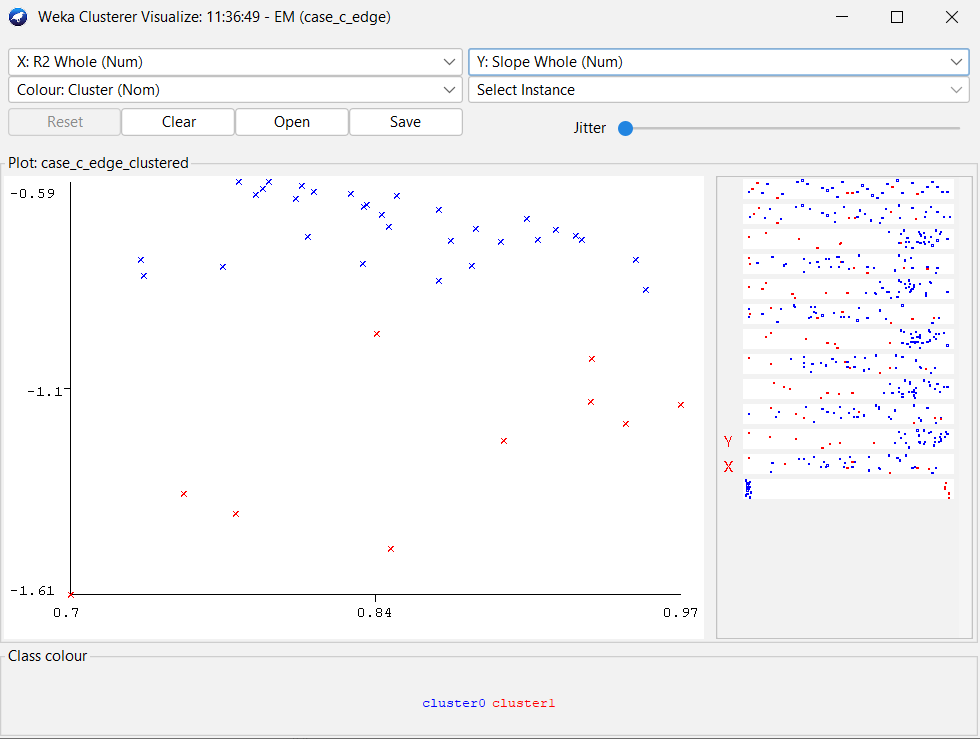 Weka Clusterer Visualize: 11:36:49 - EM (case_c_edge)
X: R2 Whole (Num)
Y: Slope Whole (Num)
Colour: Cluster (Nom)
Select Instance
Reset
Clear
Open
Save
Jitter
Plot: case_c_edge_clustered
-0.59
-1.1
-1.61
0.7
0.84
0.97
Y
X
Class colour
cluster0 cluster1